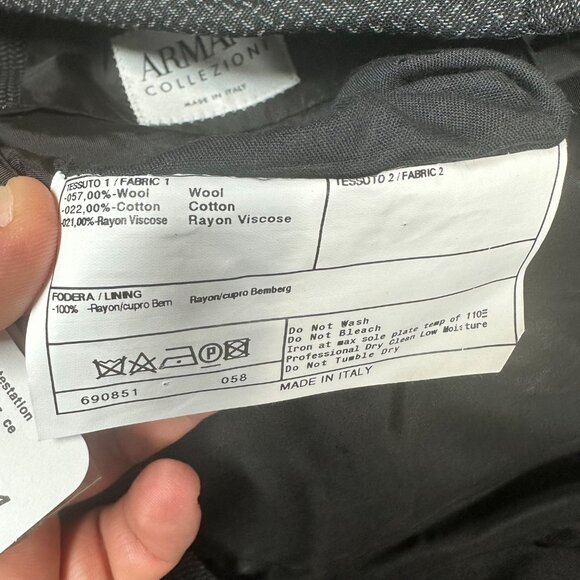 ARMA
COLLEZIONI
MADE IN ITALY
TESSUTO 1 / FABRIC 1
-057,00%-Wool Wool
-022,00%-Cotton Cotton
-021,00%-Rayon Viscose Rayon Viscose
TESSUTO 2 / FABRIC 2
FODERA / LINING
-100% -Rayon/cupro Bem Rayon/cupro Bemberg
P
690851 058
Do Not Wash
Do Not Bleach
Iron at max sole plate temp of 110
Professional Dry Clean Low Moisture
Do Not Tumble Dry
MADE IN ITALY
testation
ce